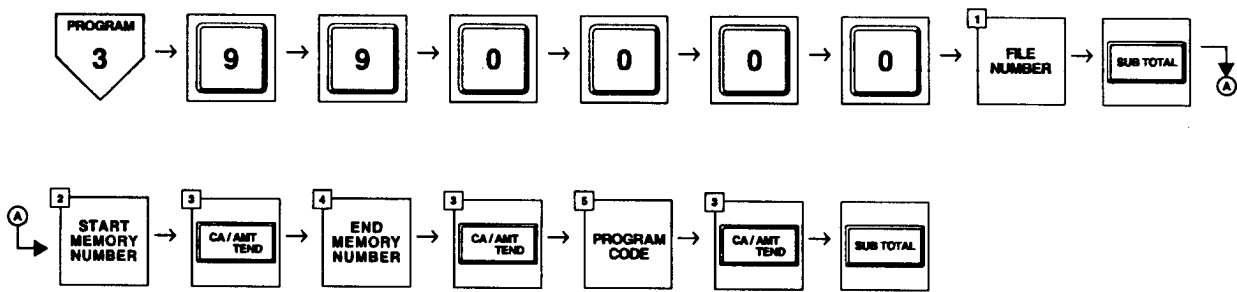 PROGRAM
3
→
9
→
9
→
0
→
0
→
0
→
0
→
1
FILE
NUMBER
→
SUB TOTAL
A
A
2
START
MEMORY
NUMBER
→
3
CA / AMT
TEND
→
4
END
MEMORY
NUMBER
→
3
CA / AMT
TEND
→
5
PROGRAM
CODE
→
3
CA / AMT
TEND
→
SUB TOTAL